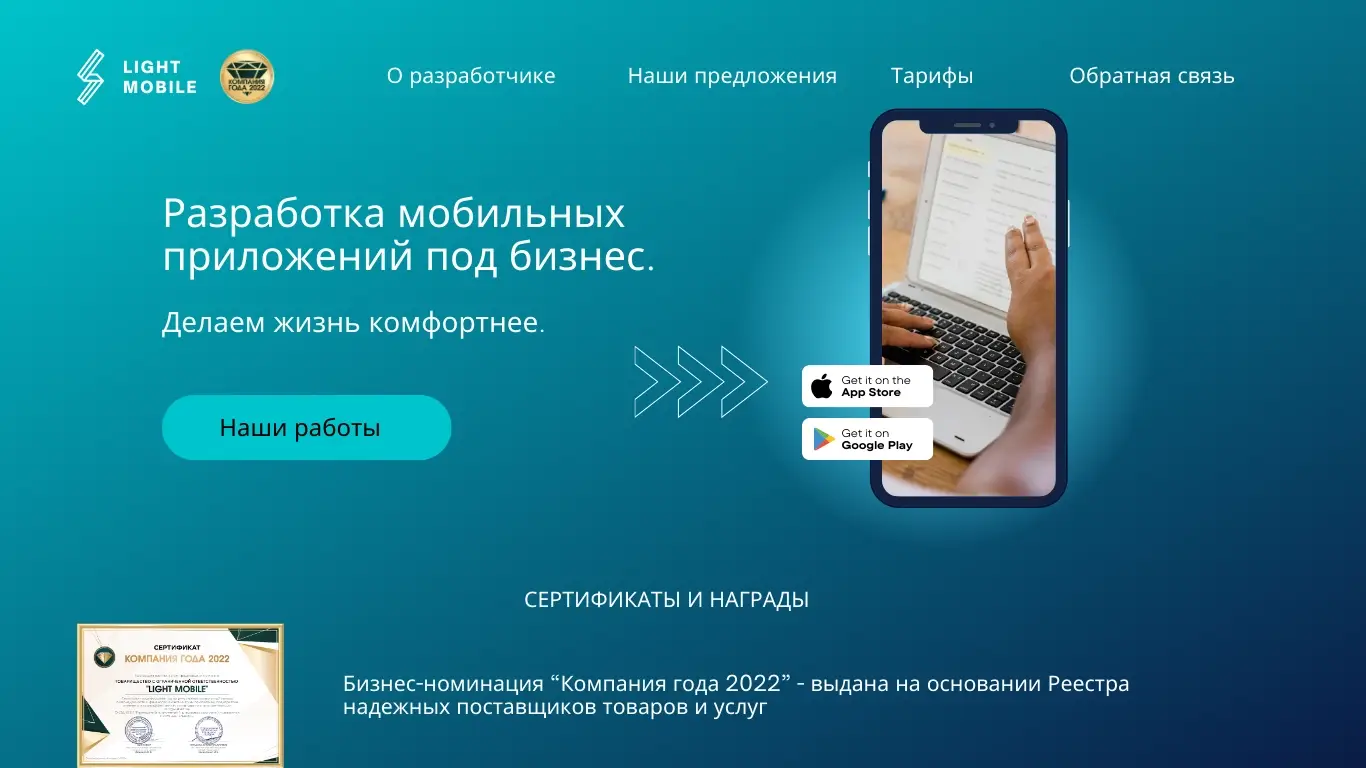 LIGHT
MOBILE
КОМПАНИЯ
ГОДА 2022
О разработчике
Наши предложения
Тарифы
Обратная связь
Разработка мобильных
приложений под бизнес.
Делаем жизнь комфортнее.
Наши работы
Get it on the
App Store
Get it on
Google Play
СЕРТИФИКАТЫ И НАГРАДЫ
СЕРТИФИКАТ
КОМПАНИЯ ГОДА 2022
ТОВАРИЩЕСТВО С ОГРАНИЧЕННОЙ ОТВЕТСТВЕННОСТЬЮ
"LIGHT MOBILE"
Бизнес-номинация “Компания года 2022” - выдана на основании Реестра
надежных поставщиков товаров и услуг